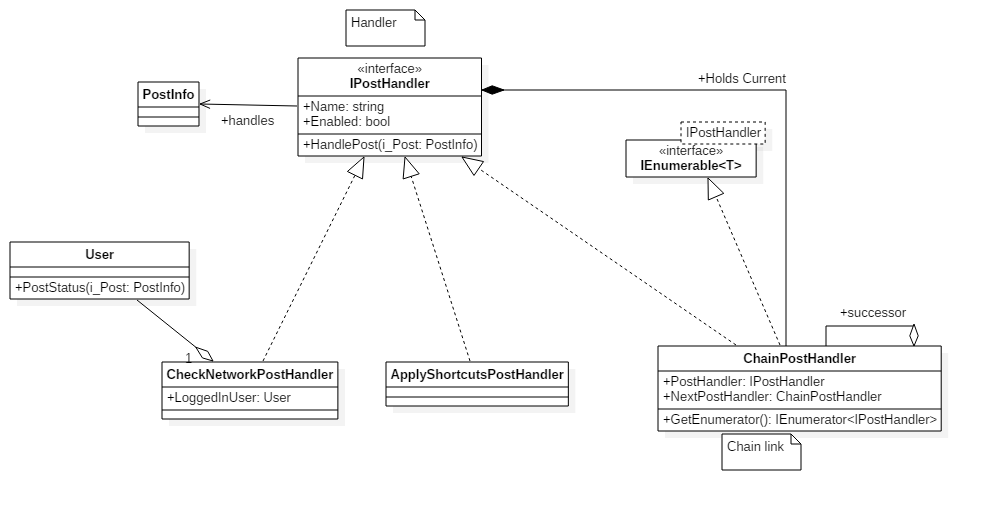 Handler
«interface»
IPostHandler
+Name: string
+Enabled: bool
+HandlePost(i_Post: PostInfo)
PostInfo
+handles
+Holds Current
IPostHandler
«interface»
IEnumerable<T>
User
+PostStatus(i_Post: PostInfo)
1
CheckNetworkPostHandler
+LoggedInUser: User
ApplyShortcutsPostHandler
+successor
ChainPostHandler
+PostHandler: IPostHandler
+NextPostHandler: ChainPostHandler
+GetEnumerator(): IEnumerator<IPostHandler>
Chain link